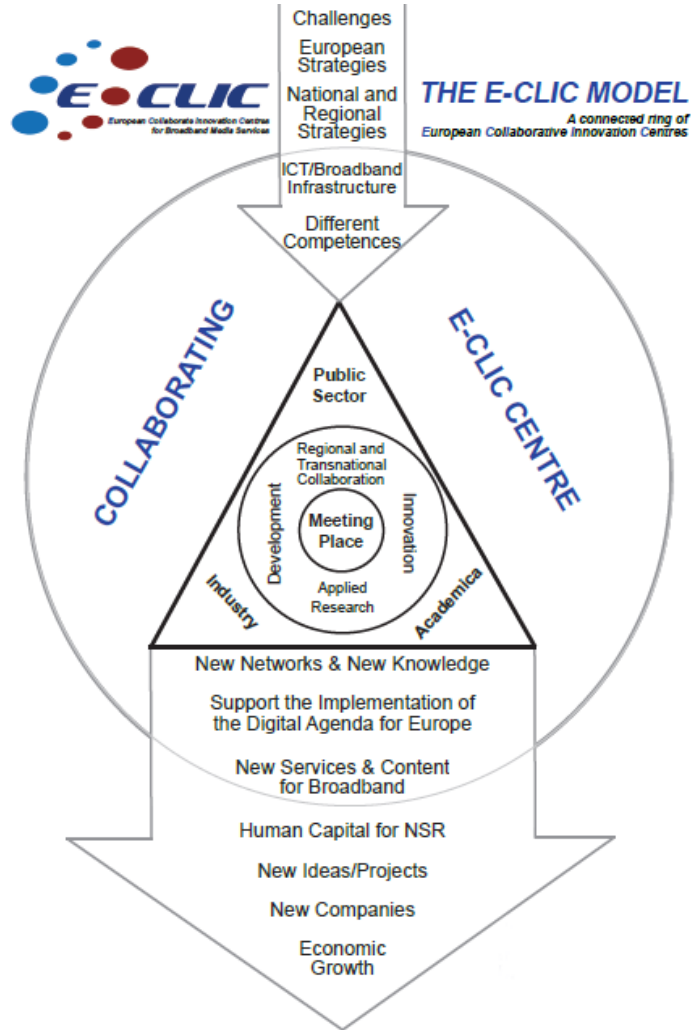 Challenges
European
Strategies
National and
Regional
Strategies
ICT/Broadband
Infrastructure
Different
Competences
E CLIC
European Collaborate Innovation Centres
for Broadband Media Services
THE E-CLIC MODEL
A connected ring of
European Collaborative Innovation Centres
COLLABORATING
E-CLIC CENTRE
Public
Sector
Regional and
Transnational
Collaboration
Development
Meeting
Place
Innovation
Applied
Research
Industry
Academica
New Networks & New Knowledge
Support the Implementation of
the Digital Agenda for Europe
New Services & Content
for Broadband
Human Capital for NSR
New Ideas/Projects
New Companies
Economic
Growth